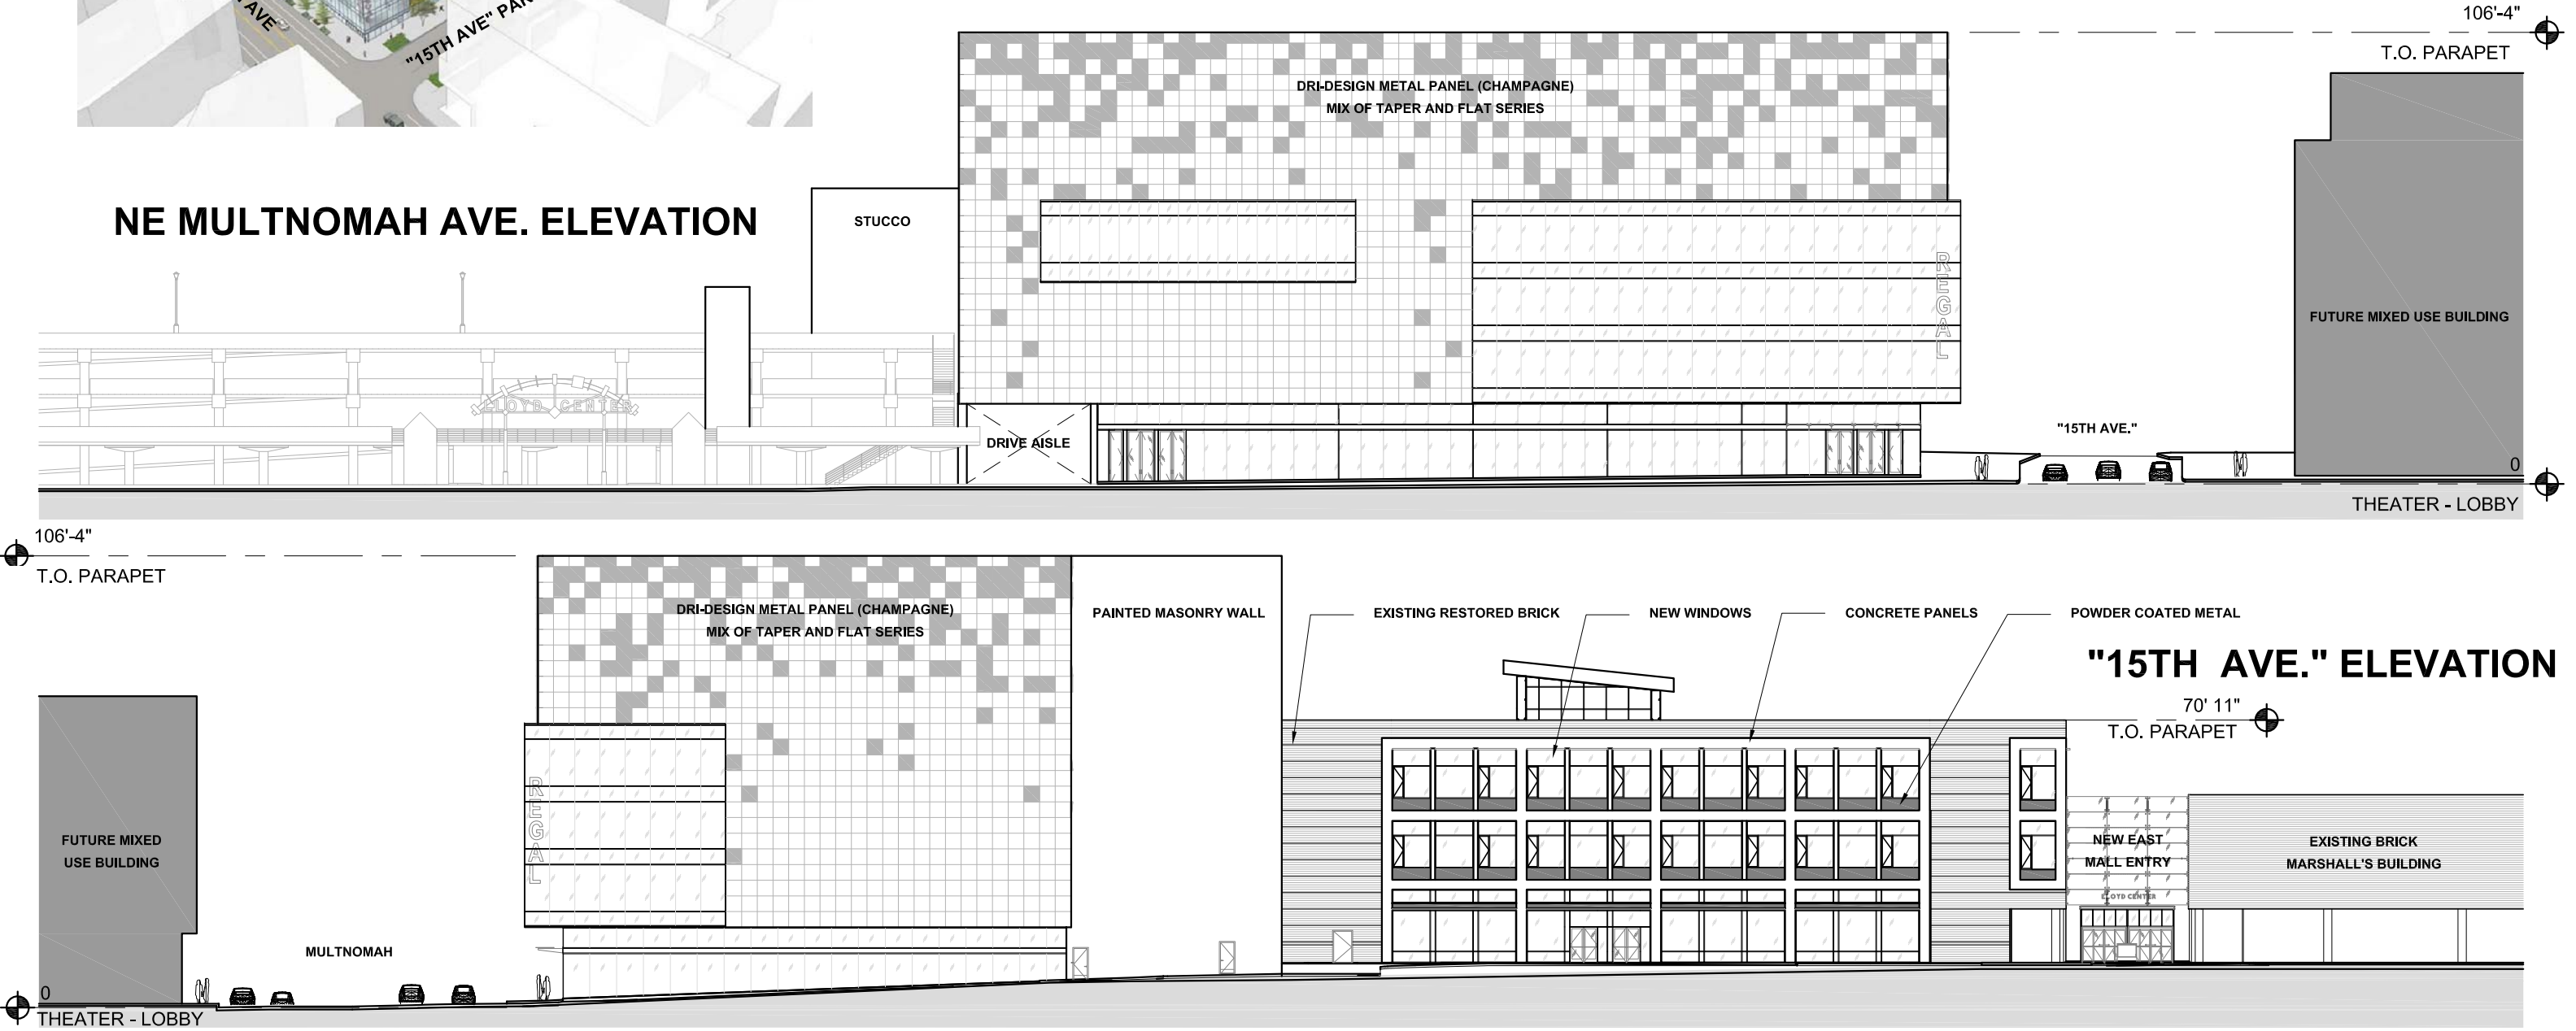 AVE
"15TH AVE"
106'-4"
T.O. PARAPET
DRI-DESIGN METAL PANEL (CHAMPAGNE)
MIX OF TAPER AND FLAT SERIES
NE MULTNOMAH AVE. ELEVATION
STUCCO
REGAL
FUTURE MIXED USE BUILDING
LLOYD CENTER
DRIVE AISLE
"15TH AVE."
0
THEATER - LOBBY
106'-4"
T.O. PARAPET
DRI-DESIGN METAL PANEL (CHAMPAGNE)
MIX OF TAPER AND FLAT SERIES
PAINTED MASONRY WALL
EXISTING RESTORED BRICK
NEW WINDOWS
CONCRETE PANELS
POWDER COATED METAL
"15TH AVE." ELEVATION
70' 11"
T.O. PARAPET
REGAL
FUTURE MIXED
USE BUILDING
NEW EAST
MALL ENTRY
EXISTING BRICK
MARSHALL'S BUILDING
LLOYD CENTER
MULTNOMAH
0
THEATER - LOBBY